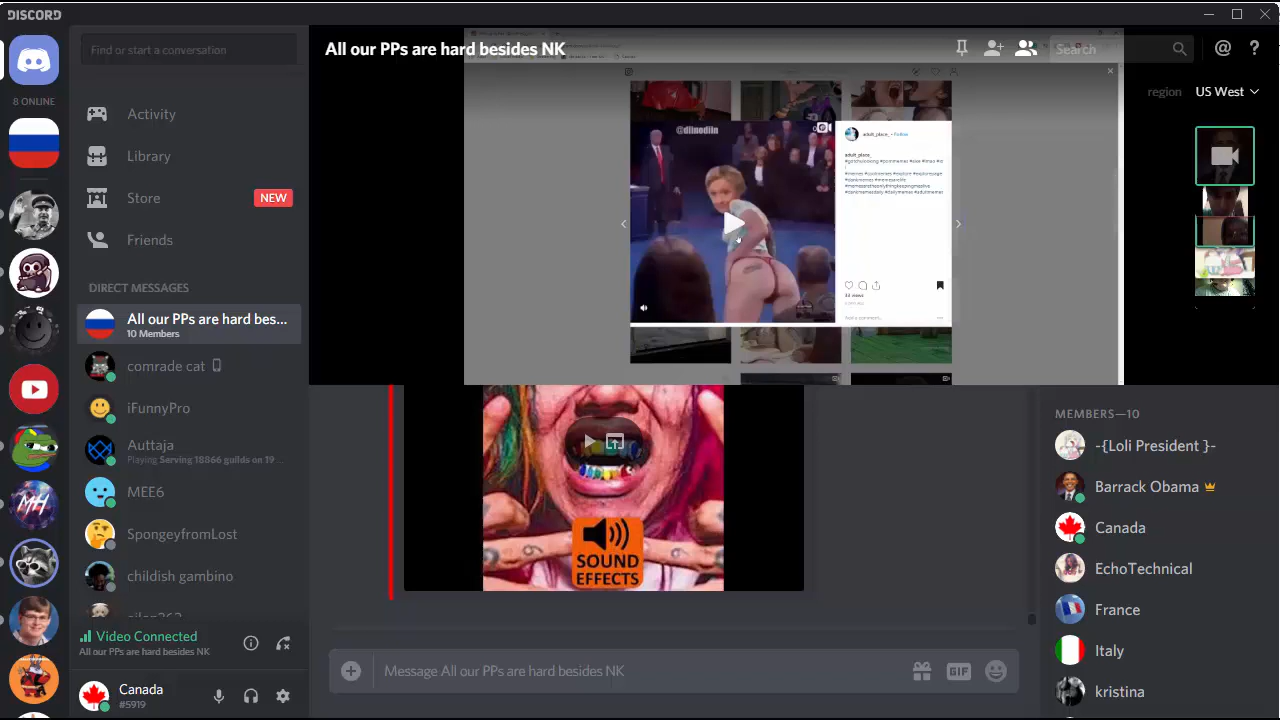 DISCORD
Find or start a conversation
All our PPs are hard besides NK
Search
region
US West
8 ONLINE
Activity
Library
Store
NEW
Friends
DIRECT MESSAGES
All our PPs are hard bes...
10 Members
comrade cat
iFunnyPro
Auttaja
Playing Serving 18866 guilds on 19 ...
MEE6
SpongeyfromLost
childish gambino
Video Connected
All our PPs are hard besides NK
Canada
#5919
@diinodiin
adult_place_ • Follow
adult_place_
SOUND
EFFECTS
Message All our PPs are hard besides NK
GIF
MEMBERS—10
-{Loli President }-
Barrack Obama
Canada
EchoTechnical
France
Italy
kristina